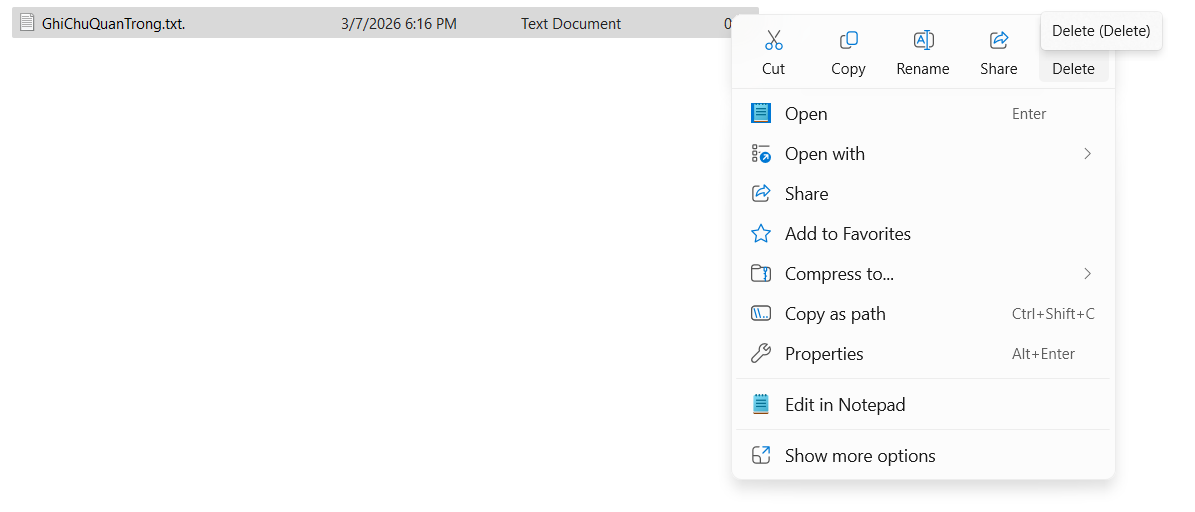 GhiChuQuanTrong.txt. 3/7/2026 6:16 PM Text Document 0
Delete (Delete)
Cut Copy Rename Share Delete
Open Enter
Open with
Share
Add to Favorites
Compress to...
Copy as path Ctrl+Shift+C
Properties Alt+Enter
Edit in Notepad
Show more options